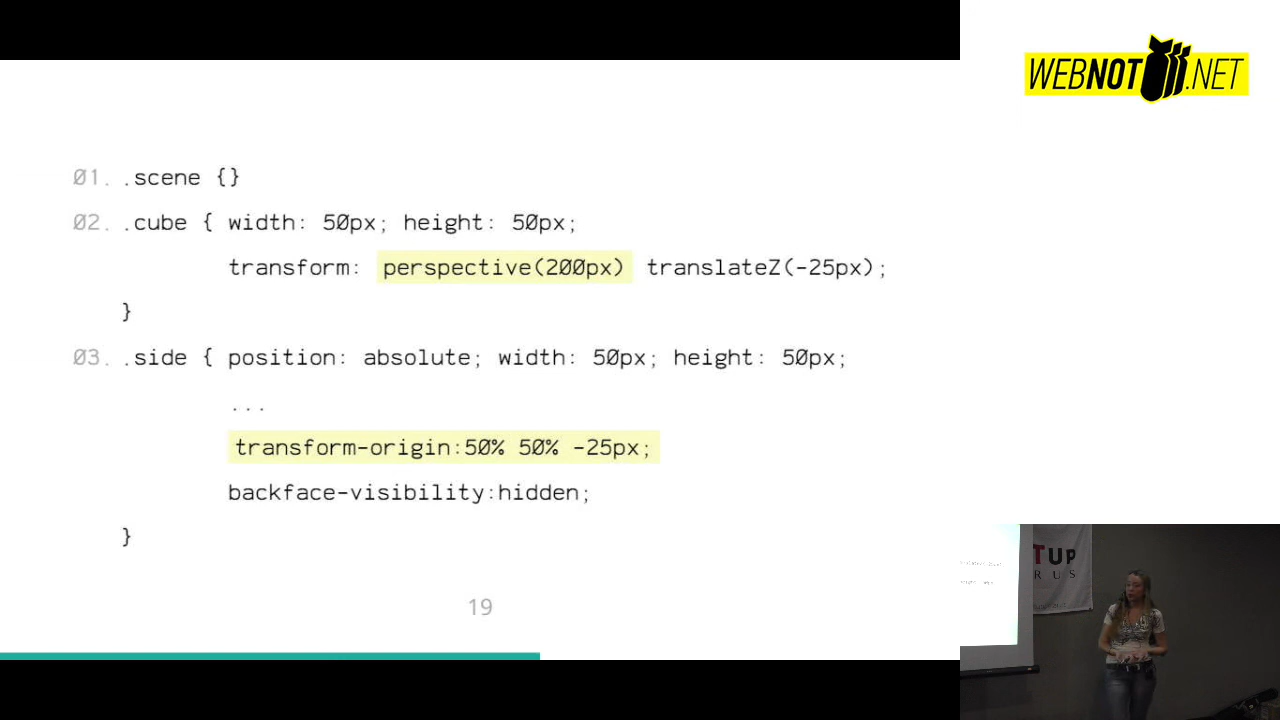 WEBNOT.NET
01. .scene {}
02. .cube { width: 50px; height: 50px;
transform: perspective(200px) translateZ(-25px);
}
03. .side { position: absolute; width: 50px; height: 50px;
...
transform-origin:50% 50% -25px;
backface-visibility:hidden;
}
19
TUP
RUS